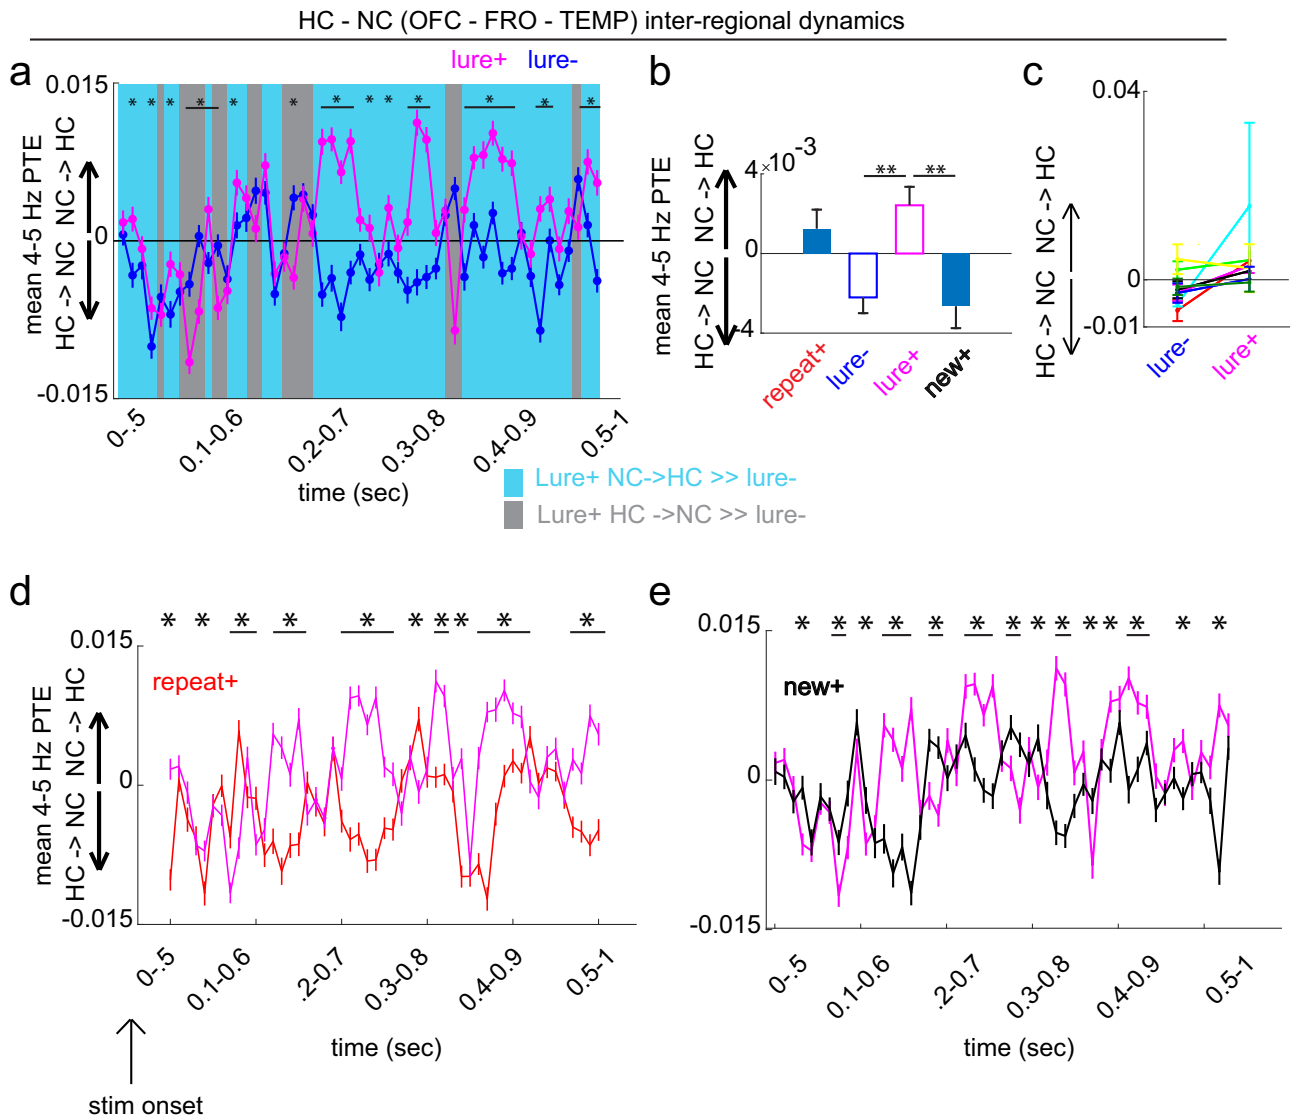 HC - NC (OFC - FRO - TEMP) inter-regional dynamics
a
lure+ lure-
0.015
0
-0.015
mean 4-5 Hz PTE
HC -> NC NC -> HC
* * * * * * * * * * * * *
0-.5
0.1-0.6
0.2-0.7
0.3-0.8
0.4-0.9
0.5-1
time (sec)
b
4 ×10-3
0
-4
mean 4-5 Hz PTE
HC -> NC NC -> HC
** **
repeat+
lure-
lure+
new+
c
0.04
0
-0.01
HC -> NC NC -> HC
lure-
lure+
Lure+ NC->HC >> lure-
Lure+ HC ->NC >> lure-
d
0.015
0
-0.015
mean 4-5 Hz PTE
HC -> NC NC -> HC
* * * * * * * * * *
repeat+
0-.5
0.1-0.6
.2-0.7
0.3-0.8
0.4-0.9
0.5-1
time (sec)
stim onset
e
0.015
0
-0.015
* * * * * * * * * * * * * *
new+
0-.5
0.1-0.6
.2-0.7
0.3-0.8
0.4-0.9
0.5-1
time (sec)